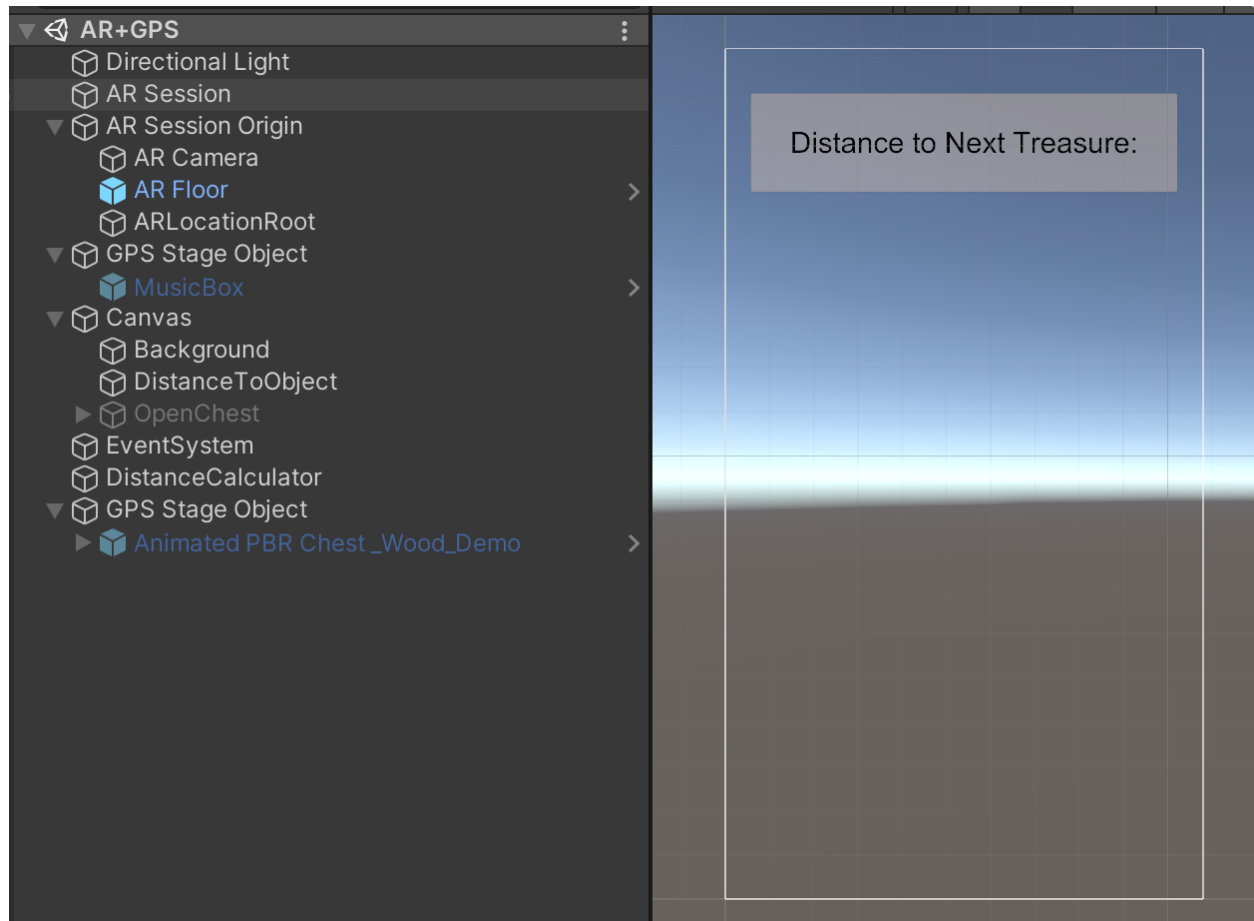 AR+GPS
Directional Light
AR Session
AR Session Origin
AR Camera
AR Floor
ARLocationRoot
GPS Stage Object
MusicBox
Canvas
Background
DistanceToObject
OpenChest
EventSystem
DistanceCalculator
GPS Stage Object
Animated PBR Chest _Wood_Demo
Distance to Next Treasure: